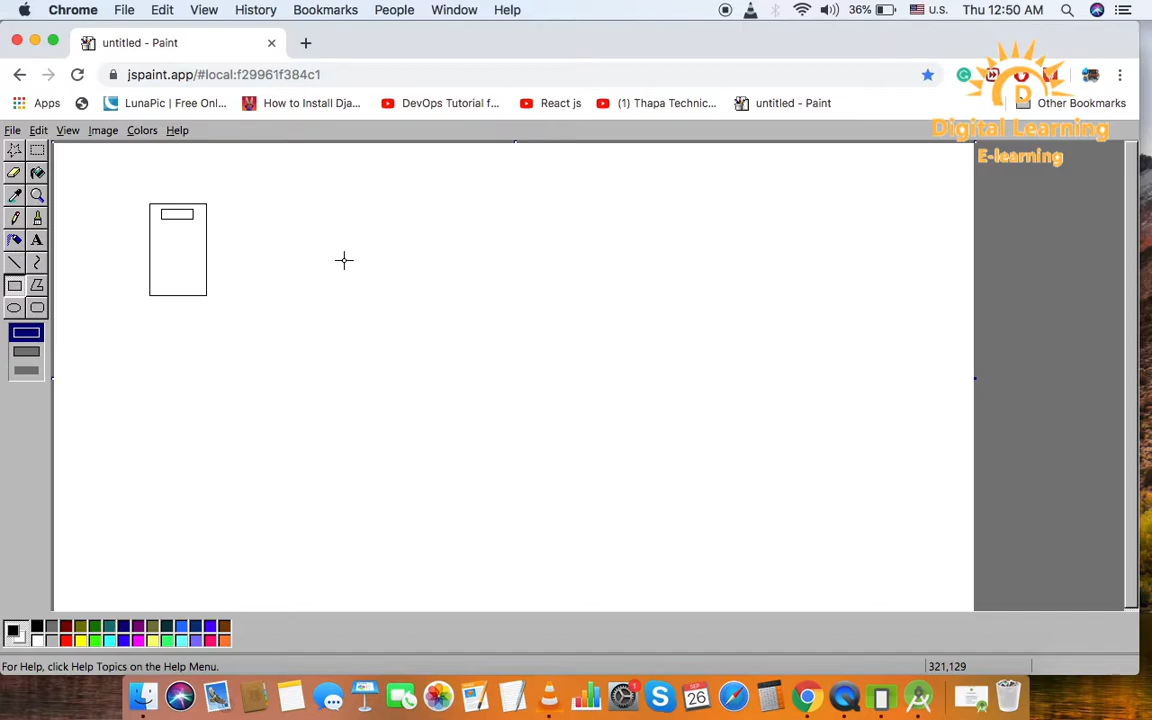 Chrome File Edit View History Bookmarks People Window Help 36% U.S. Thu 12:50 AM
untitled - Paint
jspaint.app/#local:f29961f384c1
Apps LunaPic | Free Onl... How to Install Dja... DevOps Tutorial f... React js (1) Thapa Technic... untitled - Paint Other Bookmarks
D
Digital Learning
E-learning
File Edit View Image Colors Help
A
For Help, click Help Topics on the Help Menu. 321,129
SEP
26
1